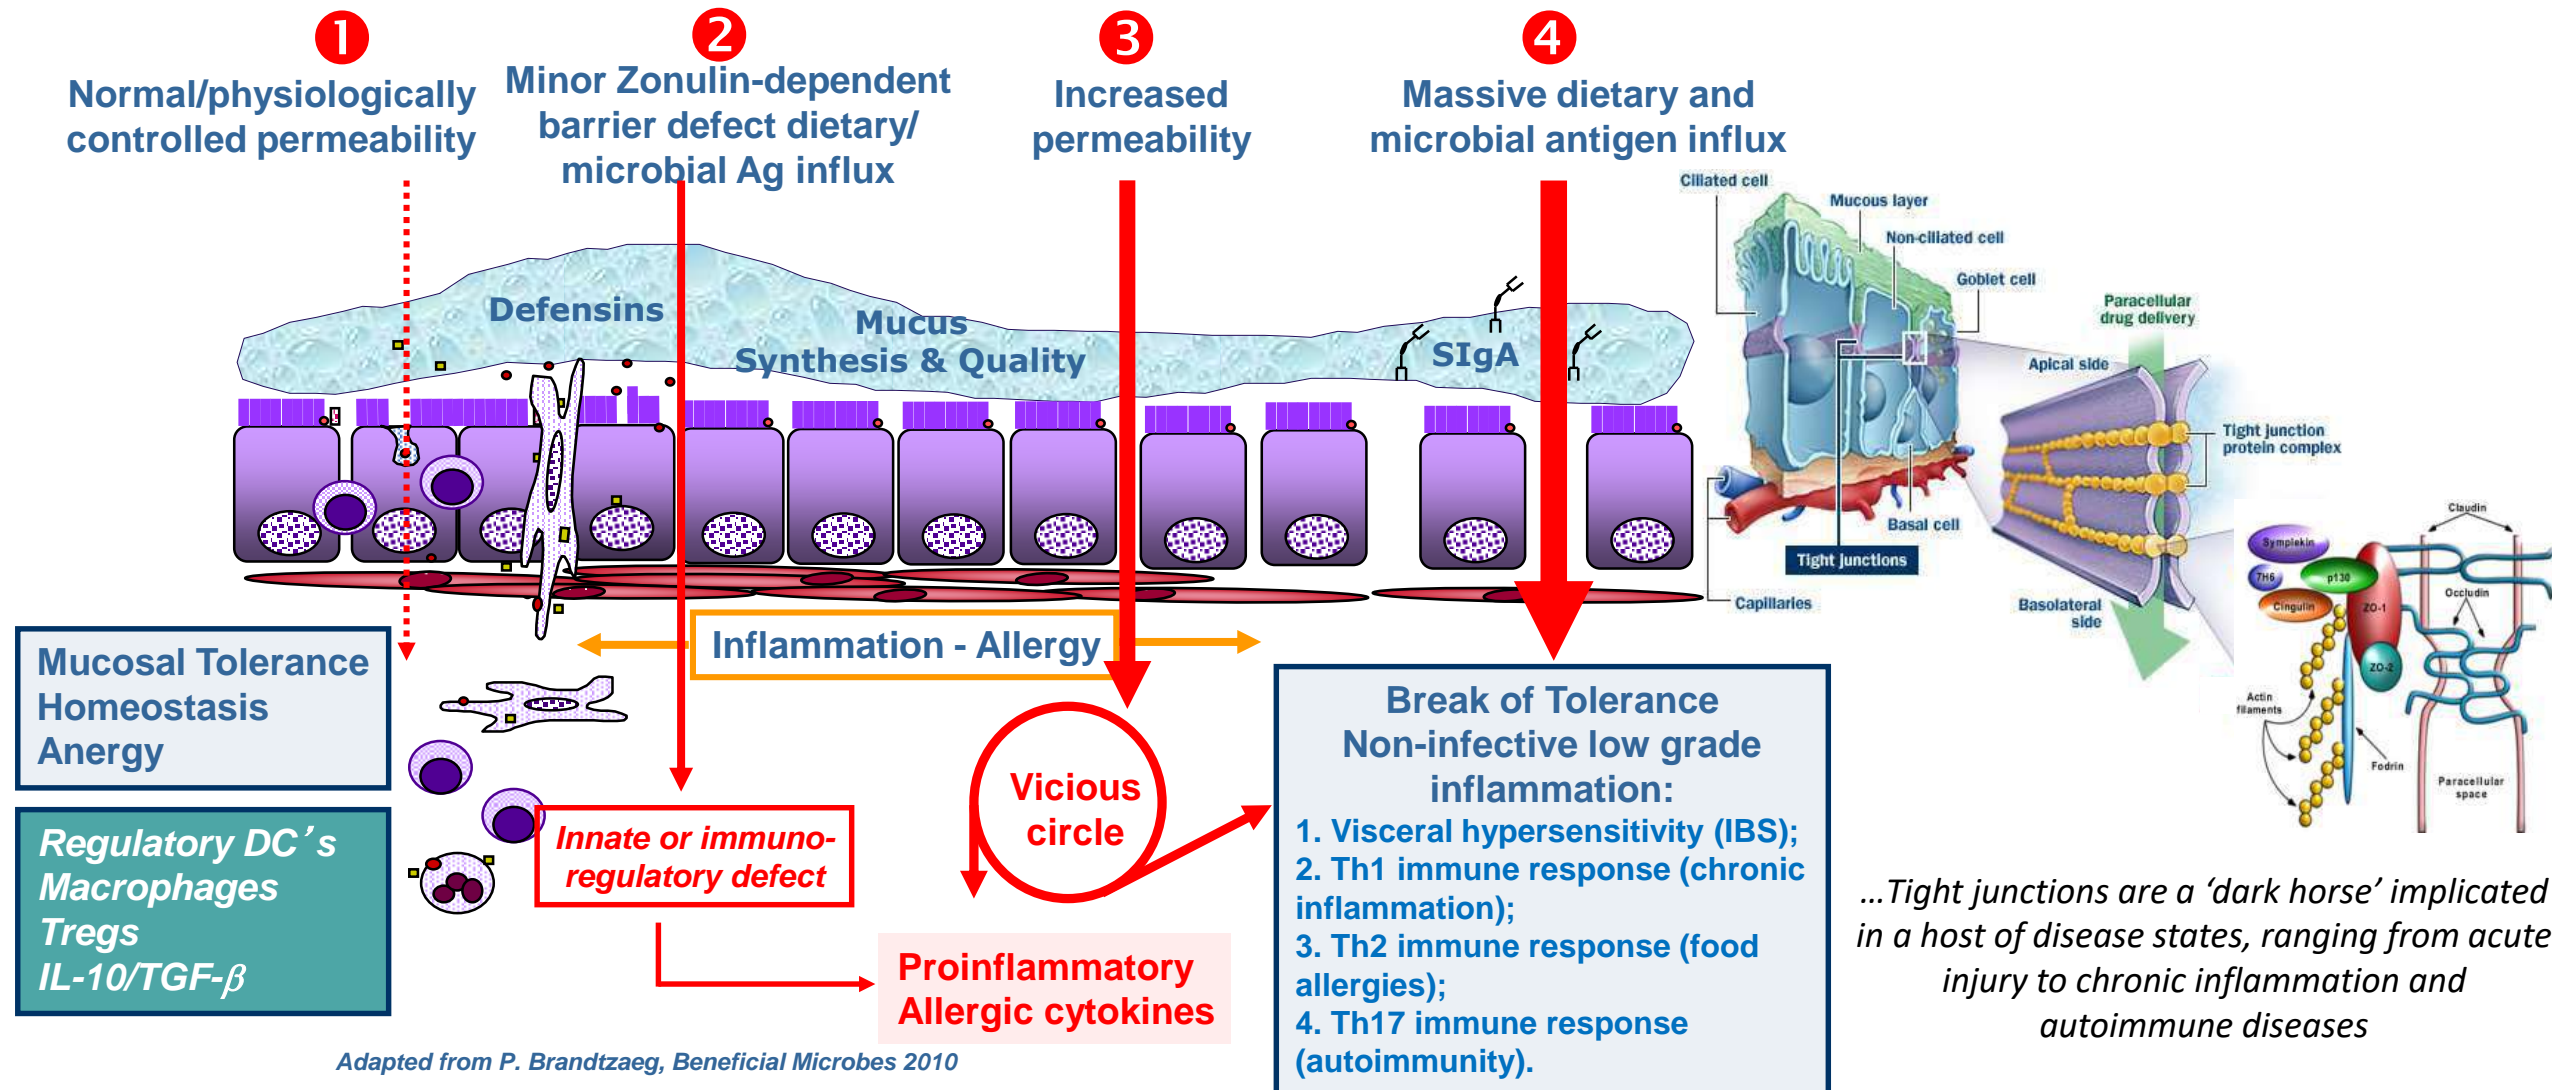 ❶
Normal/physiologically
controlled permeability
❷
Minor Zonulin-dependent
barrier defect dietary/
microbial Ag influx
❸
Increased
permeability
❹
Massive dietary and
microbial antigen influx
Defensins
Mucus
Synthesis & Quality
SIgA
Inflammation - Allergy
Mucosal Tolerance
Homeostasis
Anergy
Regulatory DC's
Macrophages
Tregs
IL-10/TGF-β
Innate or immuno-
regulatory defect
Vicious
circle
Proinflammatory
Allergic cytokines
Break of Tolerance
Non-infective low grade
inflammation:
1. Visceral hypersensitivity (IBS);
2. Th1 immune response (chronic
inflammation);
3. Th2 immune response (food
allergies);
4. Th17 immune response
(autoimmunity).
Adapted from P. Brandtzaeg, Beneficial Microbes 2010
Ciliated cell
Mucous layer
Non-ciliated cell
Goblet cell
Paracellular
drug delivery
Apical side
Tight junction
protein complex
Basal cell
Tight junctions
Capillaries
Basolateral
side
Claudin
Symplekin
7H6
p130
Cingulin
ZO-1
Occludin
ZO-2
Actin
filaments
Fodrin
Paracellular
space
…Tight junctions are a ‘dark horse’ implicated
in a host of disease states, ranging from acute
injury to chronic inflammation and
autoimmune diseases